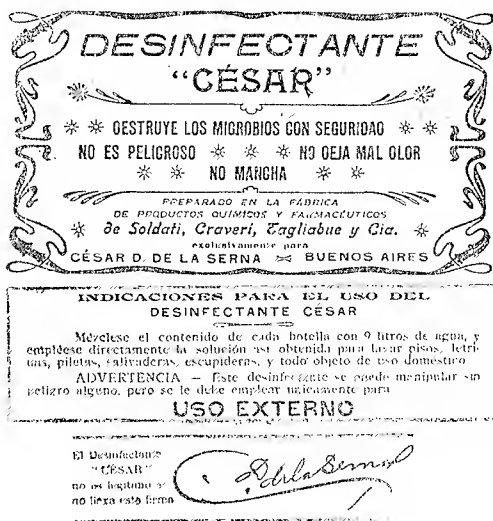 DESINFECTANTE
“CÉSAR”
DESTRUYE LOS MICROBIOS CON SEGURIDAD
NO ES PELIGROSO NO DEJA MAL OLOR
NO MANCHA
PREPARADO EN LA FÁBRICA
DE PRODUCTOS QUÍMICOS Y FARMACÉUTICOS
de Soldati, Craveri, Tagliabue y Cia.
exclusivamente para
CÉSAR D. DE LA SERNA BUENOS AIRES
INDICACIONES PARA EL USO DEL
DESINFECTANTE CÉSAR
Mézclese el contenido de cada botella con 9 litros de agua, y
empléese directamente la solución así obtenida para lavar pisos, letri-
nas, piletas, salivaderas, escupideras, y todo objeto de uso doméstico
ADVERTENCIA — Este desinfectante se puede manipular sin
peligro alguno, pero se le debe emplear únicamente para
USO EXTERNO
El Desinfectante
“CÉSAR”
no es legítimo si
no lleva esta firma
D. de la Serna